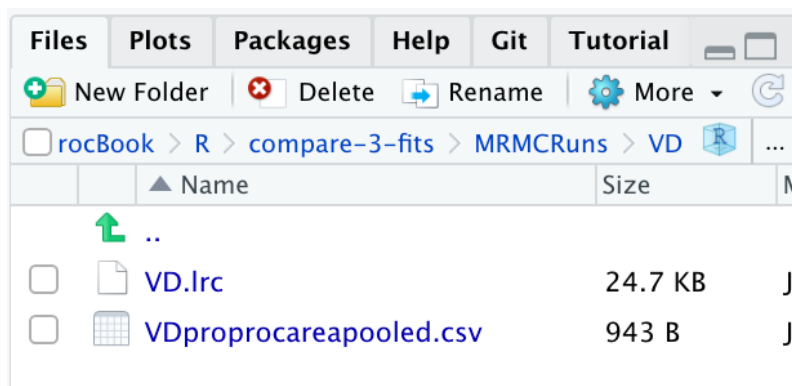 Files Plots Packages Help Git Tutorial
New Folder Delete Rename More
rocBook > R > compare-3-fits > MRMCRuns > VD R ...
Name Size
..
VD.lrc 24.7 KB J
VDproprocareapooled.csv 943 B J